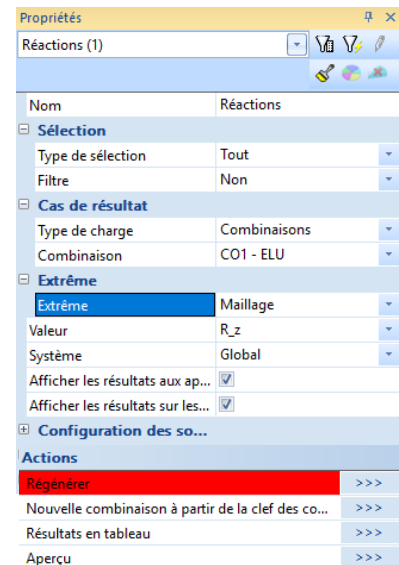 Propriétés
Réactions (1)
Nom Réactions
Sélection
Type de sélection Tout
Filtre Non
Cas de résultat
Type de charge Combinaisons
Combinaison CO1 - ELU
Extrême
Extrême Maillage
Valeur R_z
Système Global
Afficher les résultats aux ap...
Afficher les résultats sur les...
Configuration des so...
Actions
Régénérer >>>
Nouvelle combinaison à partir de la clef des co... >>>
Résultats en tableau >>>
Aperçu >>>